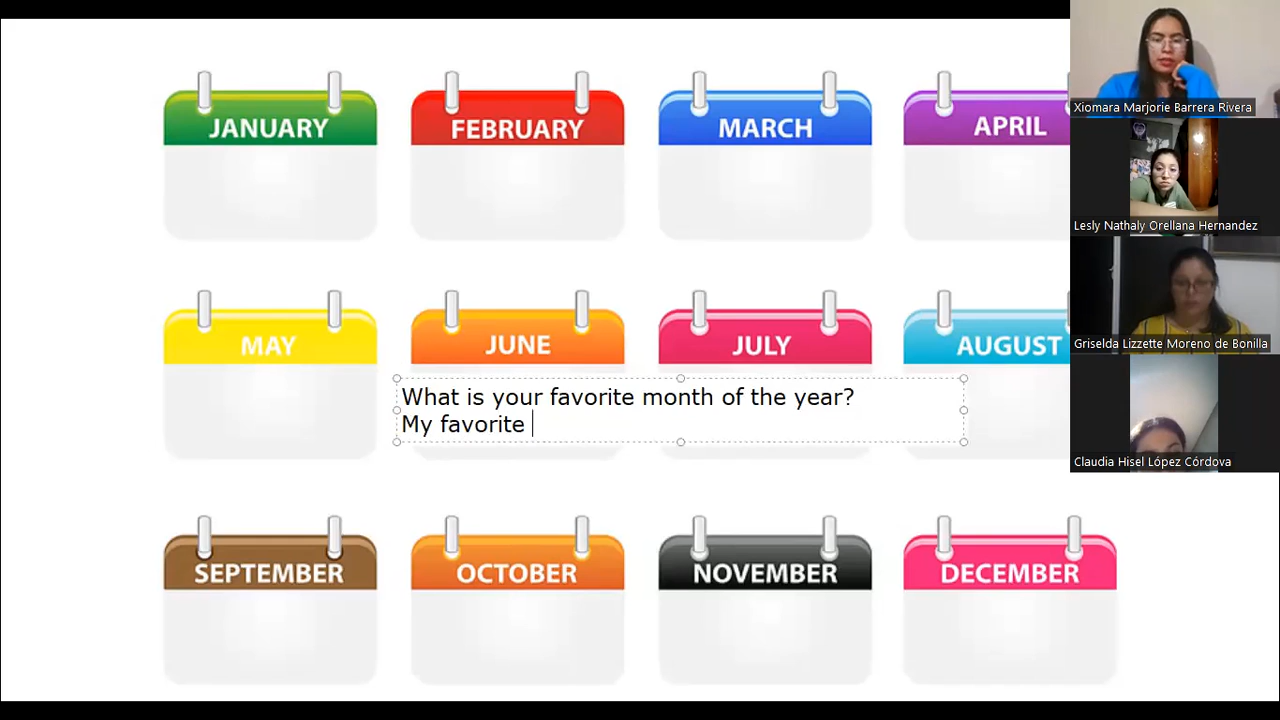 JANUARY
FEBRUARY
MARCH
APRIL
MAY
JUNE
JULY
AUGUST
What is your favorite month of the year?
My favorite
SEPTEMBER
OCTOBER
NOVEMBER
DECEMBER
Xiomara Marjorie Barrera Rivera
Lesly Nathaly Orellana Hernandez
Griselda Lizzette Moreno de Bonilla
Claudia Hisel López Córdova